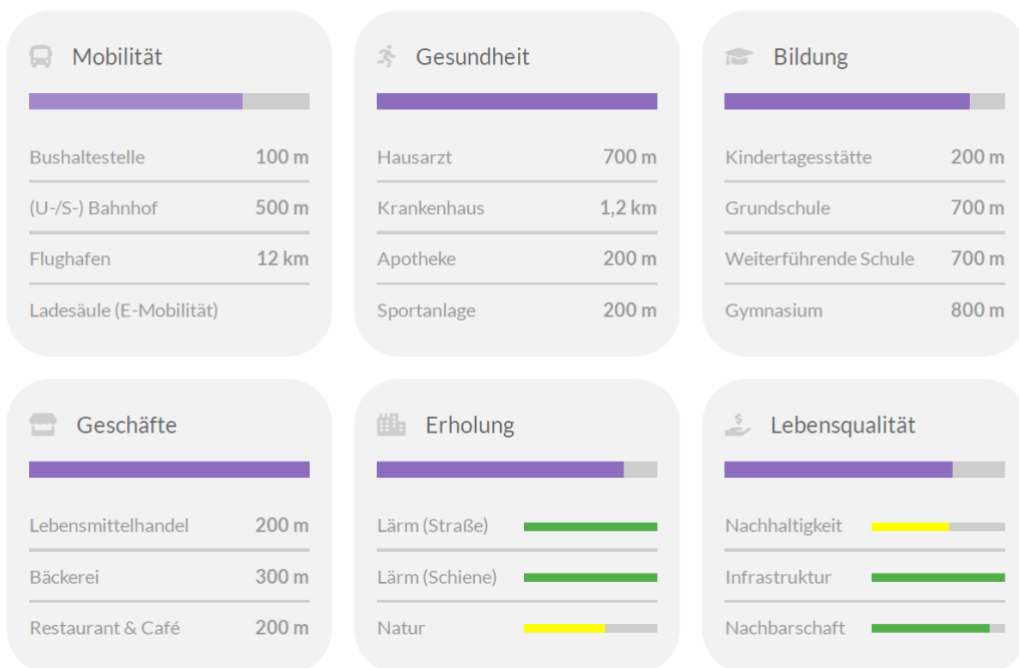 Mobilität
Bushaltestelle 100 m
(U-/S-) Bahnhof 500 m
Flughafen 12 km
Ladesäule (E-Mobilität)
Gesundheit
Hausarzt 700 m
Krankenhaus 1,2 km
Apotheke 200 m
Sportanlage 200 m
Bildung
Kindertagesstätte 200 m
Grundschule 700 m
Weiterführende Schule 700 m
Gymnasium 800 m
Geschäfte
Lebensmittelhandel 200 m
Bäckerei 300 m
Restaurant & Café 200 m
Erholung
Lärm (Straße)
Lärm (Schiene)
Natur
Lebensqualität
Nachhaltigkeit
Infrastruktur
Nachbarschaft